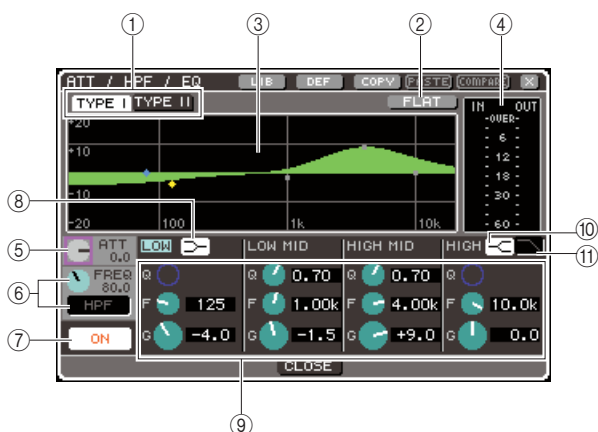 ① ③ ② ④
ATT / HPF / EQ LIB DEF COPY PASTE COMPARE X
TYPE I TYPE II FLAT IN OUT
+20 -OVER-
+10 6
12
18
-10 30
-20 100 1k 10k 60
⑧ ⑩
⑤ ATT 0.0 LOW LOW MID HIGH MID HIGH ⑪
⑥ FREQ 80.0 Q Q 0.70 Q 0.70 Q
HPF F 125 F 1.00k F 4.00k F 10.0k
⑦ ON G -4.0 G -1.5 G +9.0 G 0.0
CLOSE
⑨